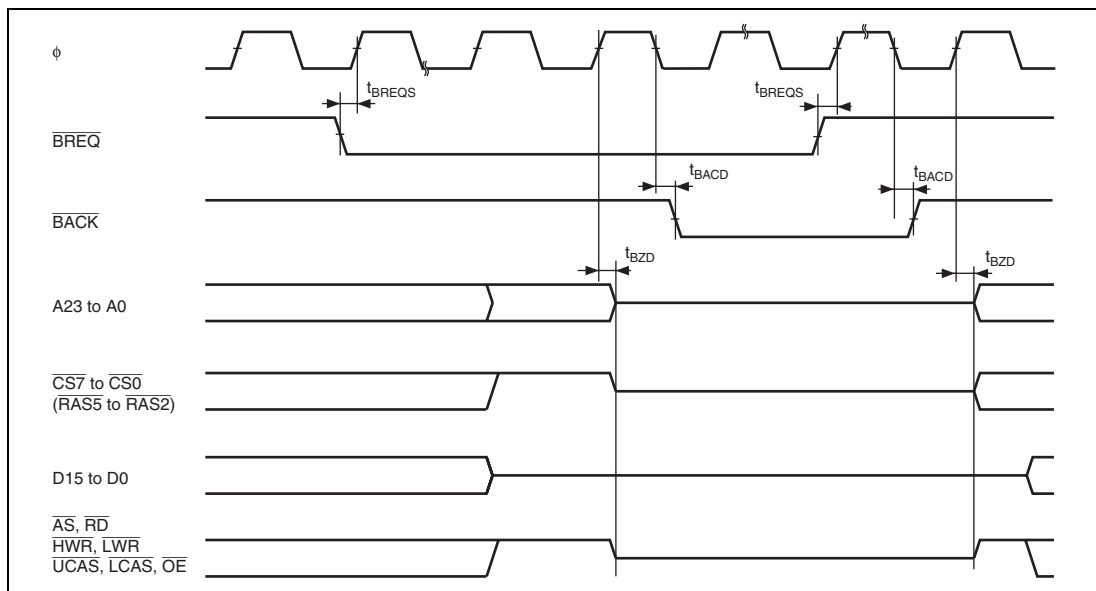 φ
tBREQS
tBREQS
BREQ
tBACD
tBACD
BACK
tBZD
tBZD
A23 to A0
CS7 to CS0
(RAS5 to RAS2)
D15 to D0
AS, RD
HWR, LWR
UCAS, LCAS, OE